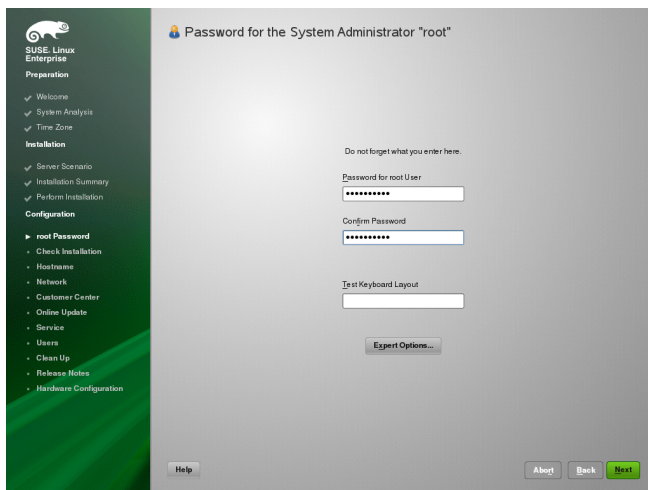 SUSE. Linux
Enterprise
Preparation
Welcome
System Analysis
Time Zone
Installation
Server Scenario
Installation Summary
Perform Installation
Configuration
root Password
Check Installation
Hostname
Network
Customer Center
Online Update
Service
Users
Clean Up
Release Notes
Hardware Configuration
Password for the System Administrator "root"
Do not forget what you enter here.
Password for root User
••••••••••
Confirm Password
••••••••••
Test Keyboard Layout
Expert Options...
Help
Abort
Back
Next